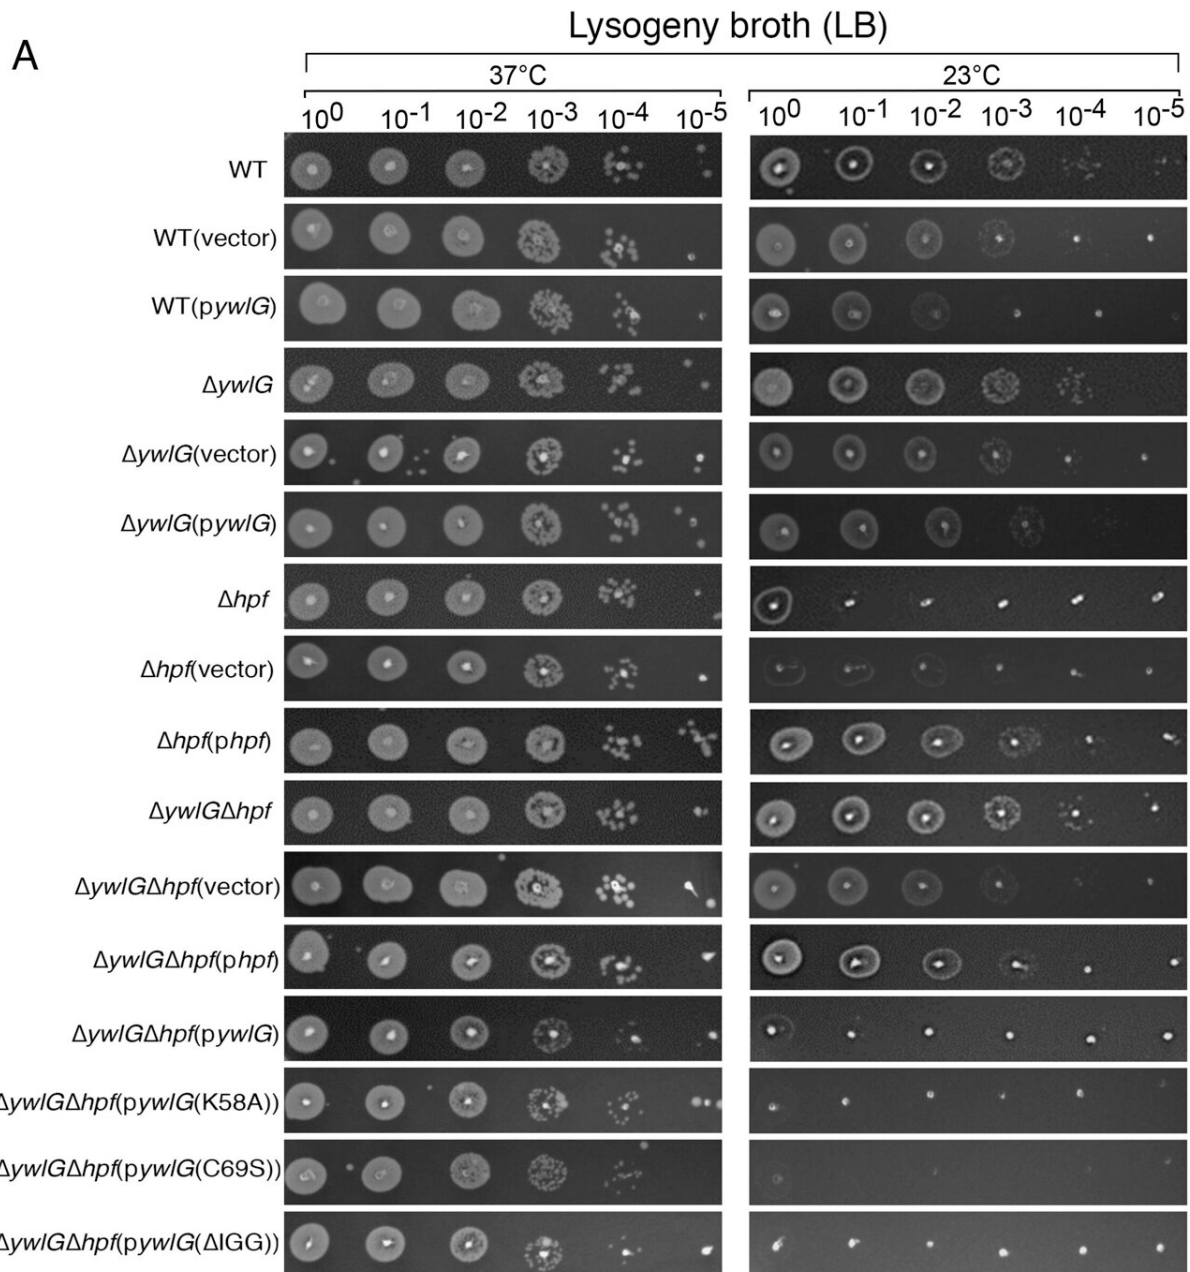 A
Lysogeny broth (LB)
37°C 23°C
10⁰ 10⁻¹ 10⁻² 10⁻³ 10⁻⁴ 10⁻⁵ 10⁰ 10⁻¹ 10⁻² 10⁻³ 10⁻⁴ 10⁻⁵
WT
WT(vector)
WT(pywlG)
ΔywlG
ΔywlG(vector)
ΔywlG(pywlG)
Δhpf
Δhpf(vector)
Δhpf(phpf)
ΔywlGΔhpf
ΔywlGΔhpf(vector)
ΔywlGΔhpf(phpf)
ΔywlGΔhpf(pywlG)
ΔywlGΔhpf(pywlG(K58A))
ΔywlGΔhpf(pywlG(C69S))
ΔywlGΔhpf(pywlG(ΔIGG))